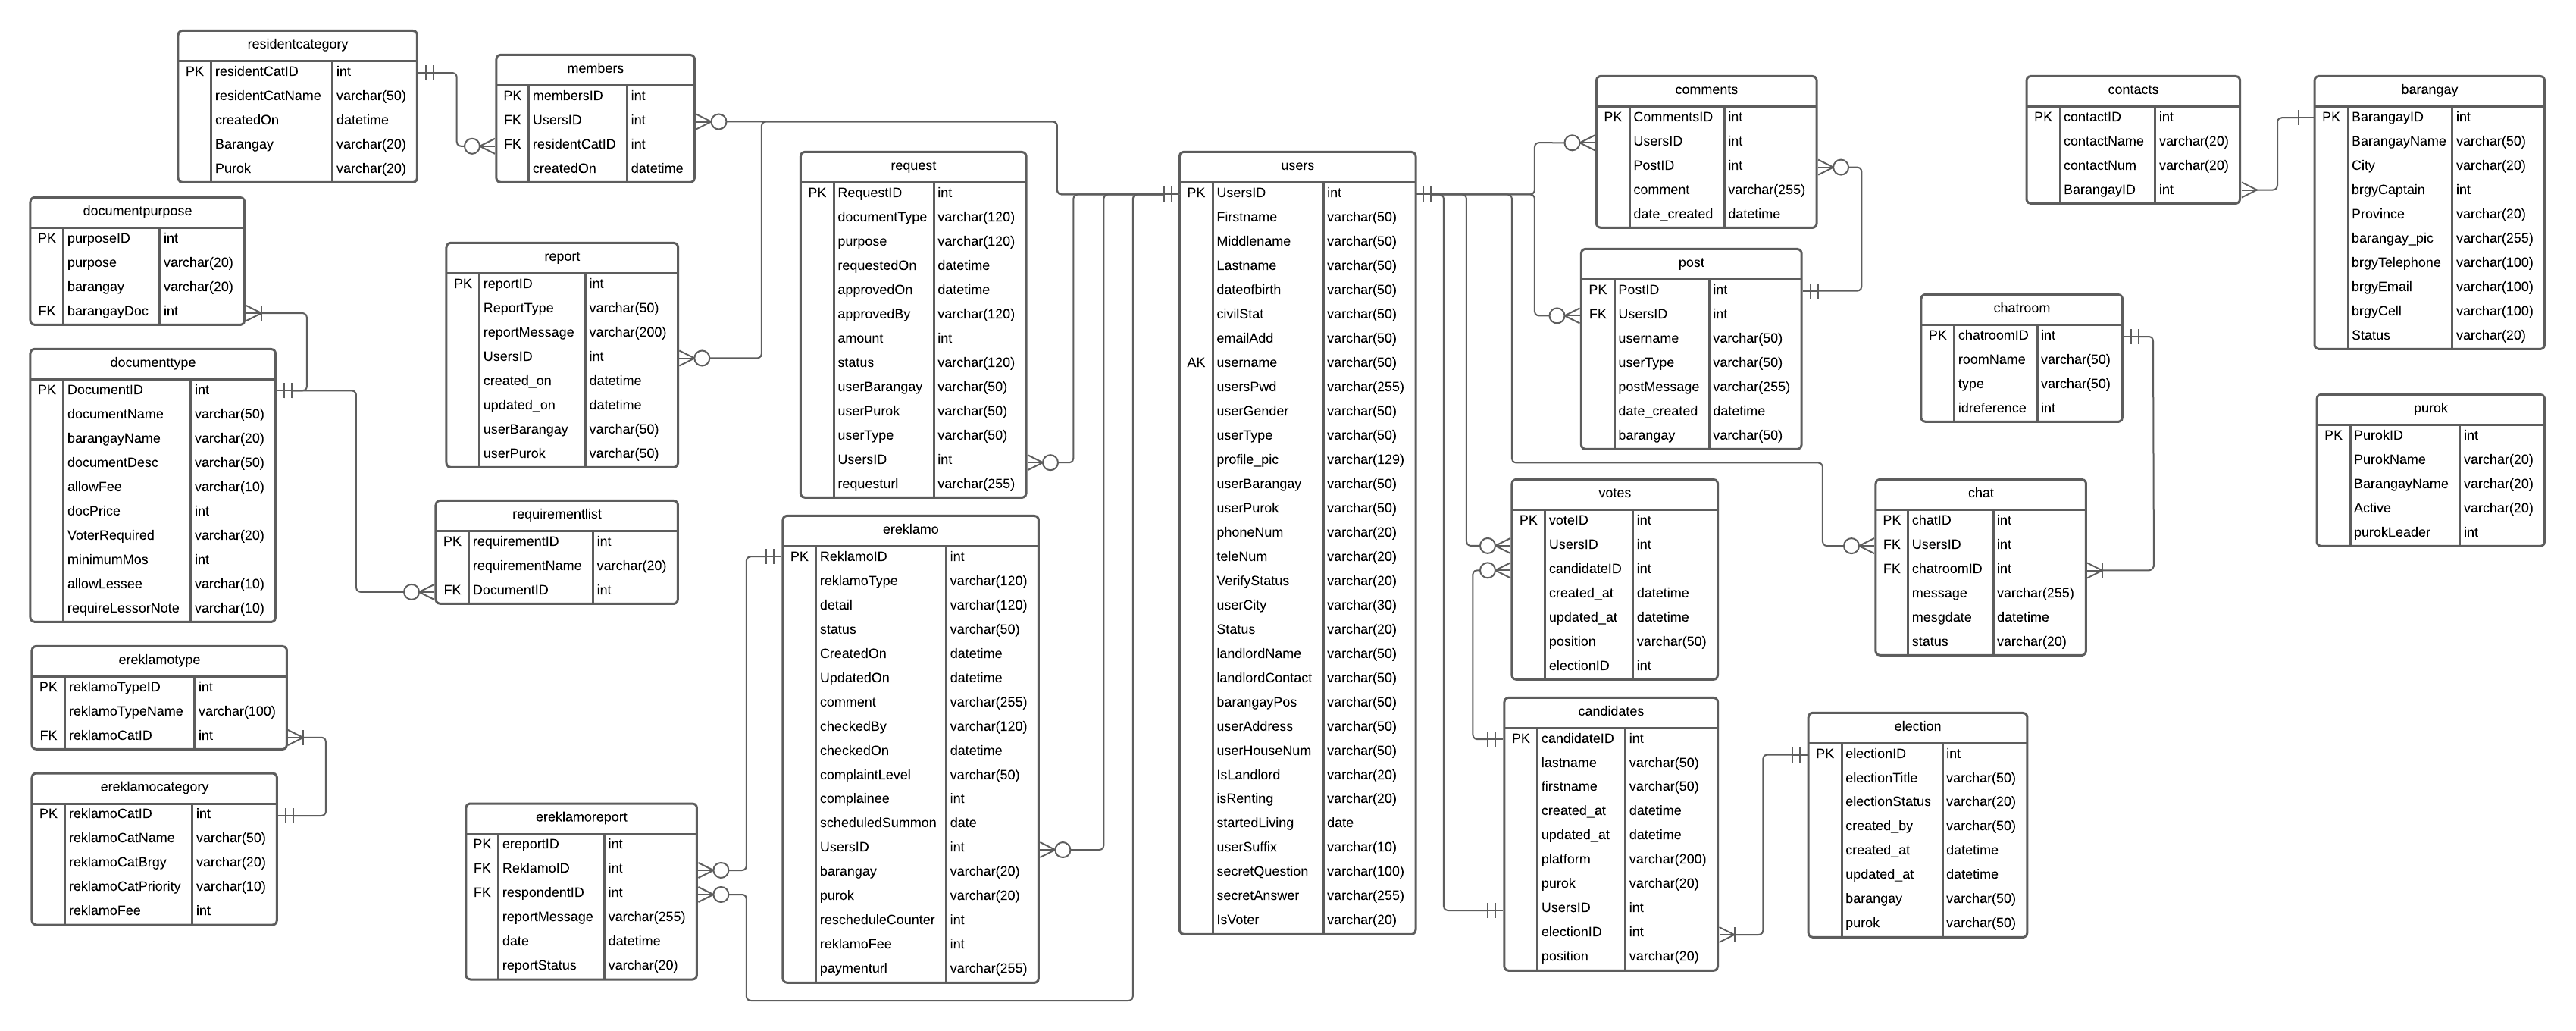 residentcategory
PK residentCatID int
residentCatName varchar(50)
createdOn datetime
Barangay varchar(20)
Purok varchar(20)
members
PK membersID int
FK UsersID int
FK residentCatID int
createdOn datetime
documentpurpose
PK purposeID int
purpose varchar(20)
barangay varchar(20)
FK barangayDoc int
documenttype
PK DocumentID int
documentName varchar(50)
barangayName varchar(20)
documentDesc varchar(50)
allowFee varchar(10)
docPrice int
VoterRequired varchar(20)
minimumMos int
allowLessee varchar(10)
requireLessorNote varchar(10)
ereklamotype
PK reklamoTypeID int
reklamoTypeName varchar(100)
FK reklamoCatID int
ereklamocategory
PK reklamoCatID int
reklamoCatName varchar(50)
reklamoCatBrgy varchar(20)
reklamoCatPriority varchar(10)
reklamoFee int
report
PK reportID int
ReportType varchar(50)
reportMessage varchar(200)
UsersID int
created_on datetime
updated_on datetime
userBarangay varchar(50)
userPurok varchar(50)
requirementlist
PK requirementID int
requirementName varchar(20)
FK DocumentID int
ereklamoreport
PK ereportID int
FK ReklamoID int
FK respondentID int
reportMessage varchar(255)
date datetime
reportStatus varchar(20)
request
PK RequestID int
documentType varchar(120)
purpose varchar(120)
requestedOn datetime
approvedOn datetime
approvedBy varchar(120)
amount int
status varchar(120)
userBarangay varchar(50)
userPurok varchar(50)
userType varchar(50)
UsersID int
requesturl varchar(255)
ereklamo
PK ReklamoID int
reklamoType varchar(120)
detail varchar(120)
status varchar(50)
CreatedOn datetime
UpdatedOn datetime
comment varchar(255)
checkedBy varchar(120)
checkedOn datetime
complaintLevel varchar(50)
complainee int
scheduledSummon date
UsersID int
barangay varchar(20)
purok varchar(20)
rescheduleCounter int
reklamoFee int
paymenturl varchar(255)
users
PK UsersID int
Firstname varchar(50)
Middlename varchar(50)
Lastname varchar(50)
dateofbirth varchar(50)
civilStat varchar(50)
emailAdd varchar(50)
AK username varchar(50)
usersPwd varchar(255)
userGender varchar(50)
userType varchar(50)
profile_pic varchar(129)
userBarangay varchar(50)
userPurok varchar(50)
phoneNum varchar(20)
teleNum varchar(20)
VerifyStatus varchar(20)
userCity varchar(30)
Status varchar(20)
landlordName varchar(50)
landlordContact varchar(50)
barangayPos varchar(50)
userAddress varchar(50)
userHouseNum varchar(50)
IsLandlord varchar(20)
isRenting varchar(20)
startedLiving date
userSuffix varchar(10)
secretQuestion varchar(100)
secretAnswer varchar(255)
IsVoter varchar(20)
comments
PK CommentsID int
UsersID int
PostID int
comment varchar(255)
date_created datetime
post
PK PostID int
FK UsersID int
username varchar(50)
userType varchar(50)
postMessage varchar(255)
date_created datetime
barangay varchar(50)
votes
PK voteID int
UsersID int
candidateID int
created_at datetime
updated_at datetime
position varchar(50)
electionID int
candidates
PK candidateID int
lastname varchar(50)
firstname varchar(50)
created_at datetime
updated_at datetime
platform varchar(200)
purok varchar(20)
UsersID int
electionID int
position varchar(20)
contacts
PK contactID int
contactName varchar(20)
contactNum varchar(20)
BarangayID int
chatroom
PK chatroomID int
roomName varchar(50)
type varchar(50)
idreference int
chat
PK chatID int
FK UsersID int
FK chatroomID int
message varchar(255)
mesgdate datetime
status varchar(20)
election
PK electionID int
electionTitle varchar(50)
electionStatus varchar(20)
created_by varchar(50)
created_at datetime
updated_at datetime
barangay varchar(50)
purok varchar(50)
barangay
PK BarangayID int
BarangayName varchar(50)
City varchar(20)
brgyCaptain int
Province varchar(20)
barangay_pic varchar(255)
brgyTelephone varchar(100)
brgyEmail varchar(100)
brgyCell varchar(100)
Status varchar(20)
purok
PK PurokID int
PurokName varchar(20)
BarangayName varchar(20)
Active varchar(20)
purokLeader int